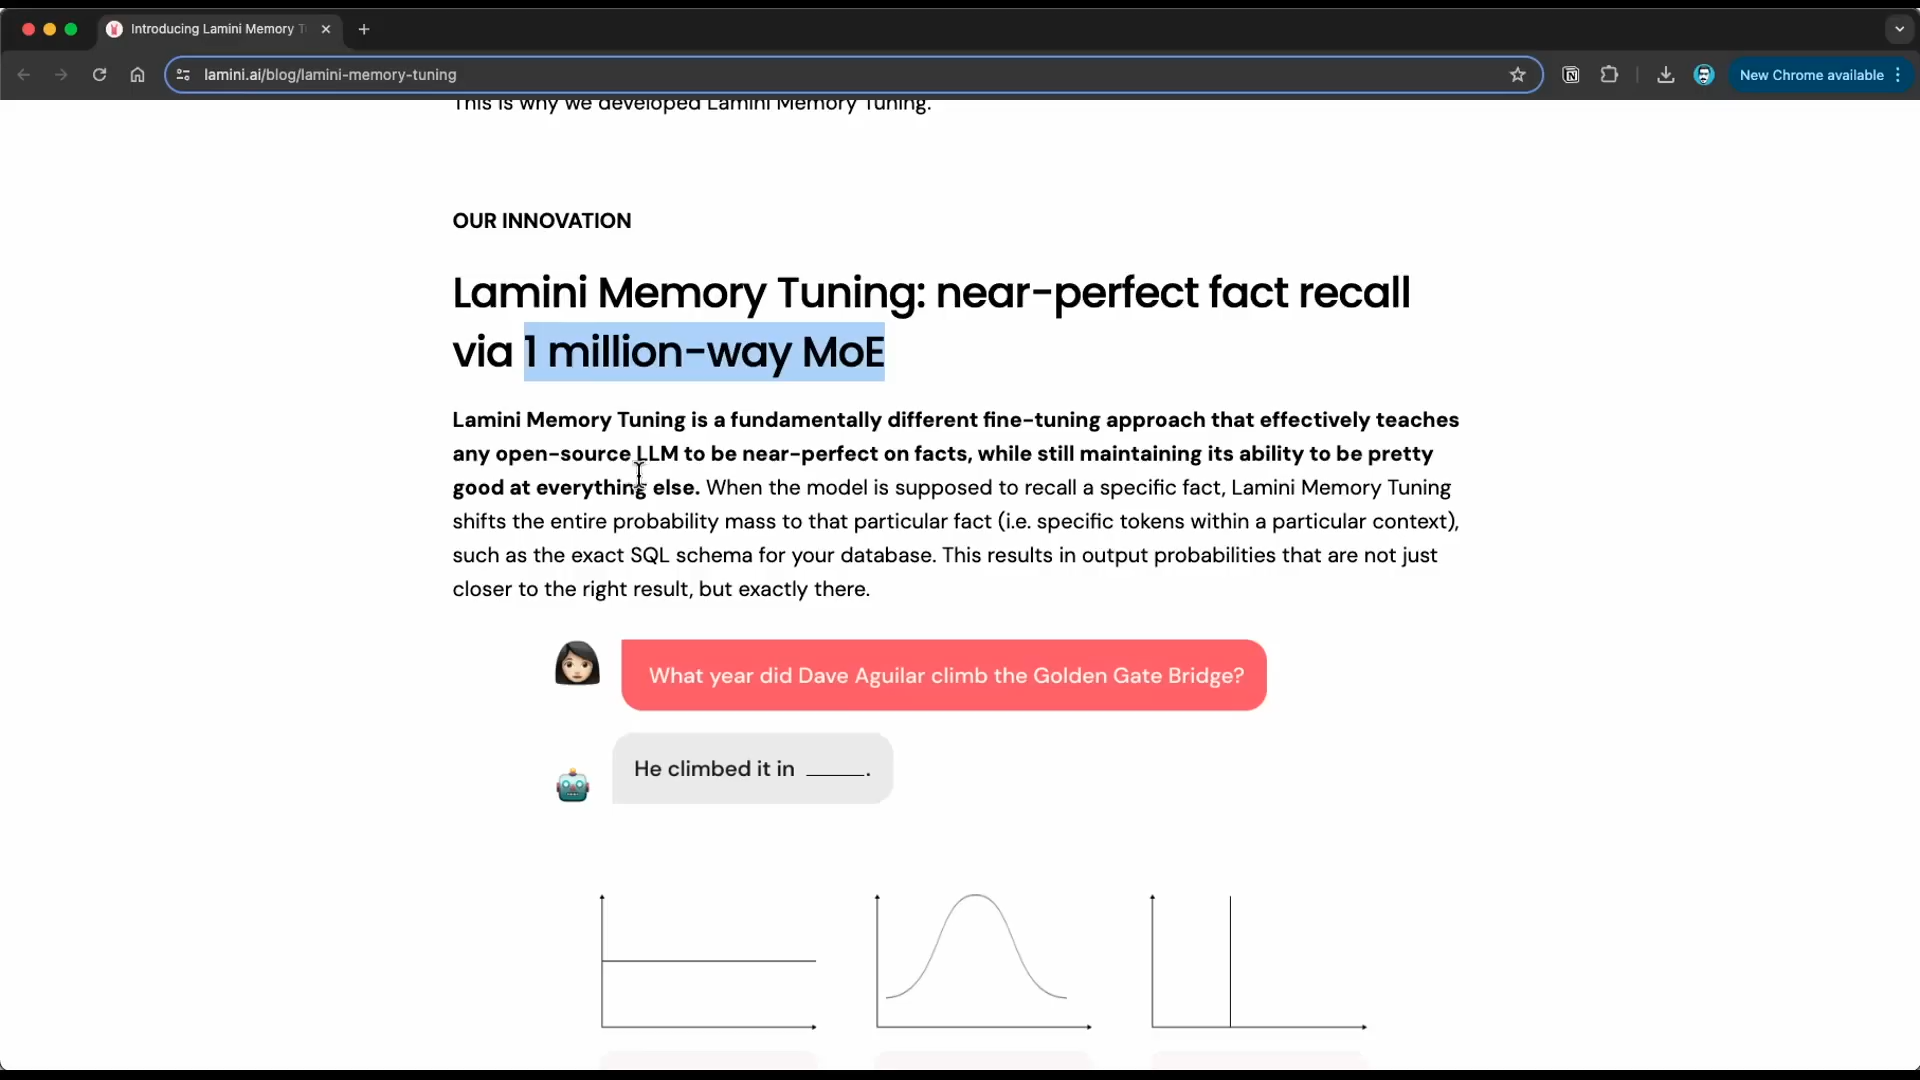 Introducing Lamini Memory T
lamini.ai/blog/lamini-memory-tuning
New Chrome available
This is why we developed Lamini Memory Tuning.
OUR INNOVATION
Lamini Memory Tuning: near-perfect fact recall
via 1 million-way MoE
Lamini Memory Tuning is a fundamentally different fine-tuning approach that effectively teaches
any open-source LLM to be near-perfect on facts, while still maintaining its ability to be pretty
good at everything else. When the model is supposed to recall a specific fact, Lamini Memory Tuning
shifts the entire probability mass to that particular fact (i.e. specific tokens within a particular context),
such as the exact SQL schema for your database. This results in output probabilities that are not just
closer to the right result, but exactly there.
What year did Dave Aguilar climb the Golden Gate Bridge?
He climbed it in _____.